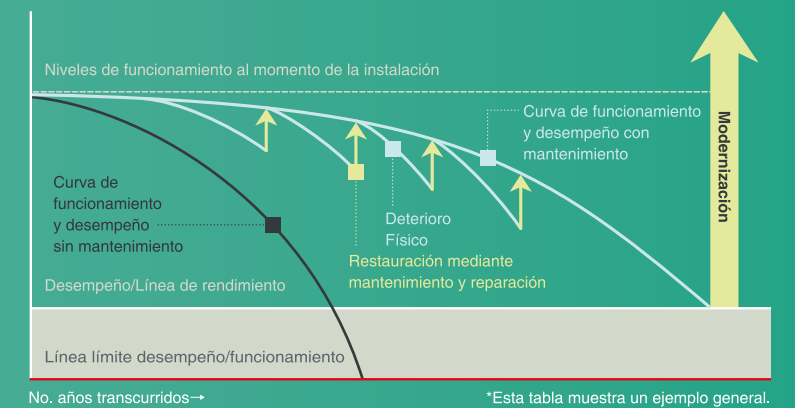 Niveles de funcionamiento al momento de la instalación
Curva de funcionamiento
y desempeño con
mantenimiento
Modernización
Curva de
funcionamiento
y desempeño
sin mantenimiento
Deterioro
Físico
Restauración mediante
mantenimiento y reparación
Desempeño/Línea de rendimiento
Línea límite desempeño/funcionamiento
No. años transcurridos→
*Esta tabla muestra un ejemplo general.